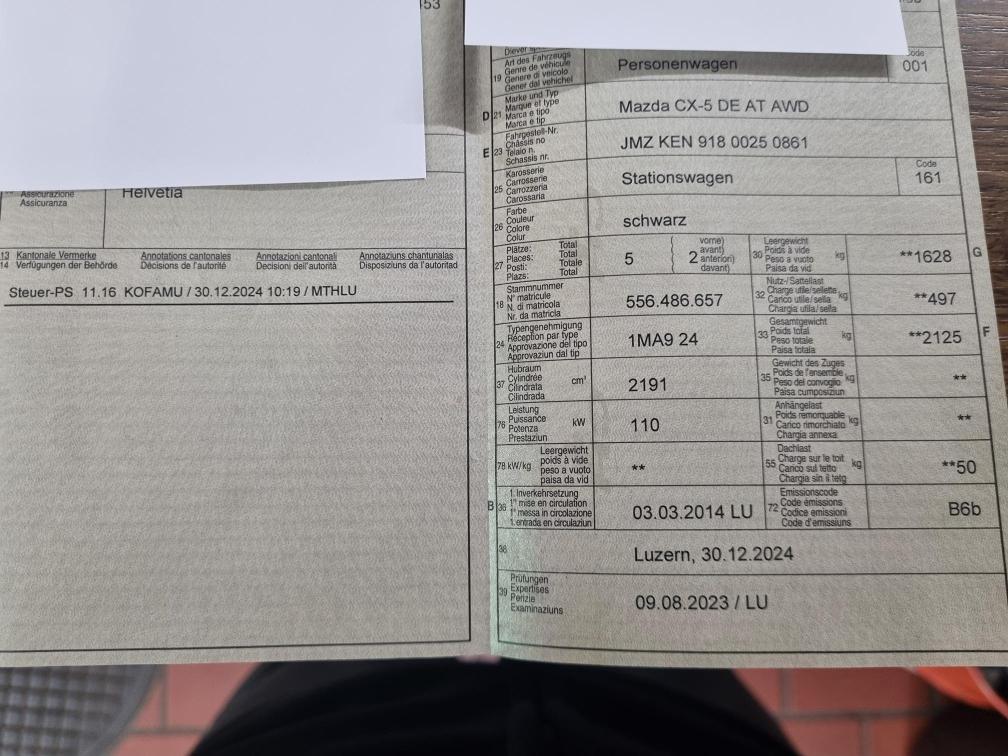 53
Assicurazione
Assicuranza
Helvetia
13 Kantonale Vermerke Annotations cantonales Annotazioni cantonali Annotaziuns chantunalas
14 Verfügungen der Behörde Décisions de l'autorité Decisioni dell'autorità Disposiziuns da l'autoritad
Steuer-PS 11.16 KOFAMU / 30.12.2024 10:19 / MTHLU
19
Art des Fahrzeugs
Genre de véhicule
Genere di veicolo
Gener dal vehichel
Personenwagen
Code
001
D 21
Marke und Typ
Marque et type
Marca e tipo
Marca e tip
Mazda CX-5 DE AT AWD
E 23
Fahrgestell-Nr.
Châssis no
Telaio n.
Schassis nr.
JMZ KEN 918 0025 0861
25
Karosserie
Carrosserie
Carrozzeria
Carossaria
Stationswagen
Code
161
26
Farbe
Couleur
Colore
Colur
schwarz
27
Plätze: Total
Places: Total
Posti: Totale
Plazs: Total
5
vorne)
avant)
anteriori)
davant)
2
30
Leergewicht
Poids à vide
Peso a vuoto
Paisa da vid
kg
**1628
G
18
Stammnummer
N° matricule
N. di matricola
Nr. da matricla
556.486.657
32
Nutz-/Sattellast
Charge utile/sellette
Carico utile/sella
Chargia utila/sella
kg
**497
24
Typengenehmigung
Réception par type
Approvazione del tipo
Approvaziun dal tip
1MA9 24
33
Gesamtgewicht
Poids total
Peso totale
Paisa totala
kg
**2125
F
37
Hubraum
Cylindrée
Cilindrata
Cilindrada
cm³
2191
35
Gewicht des Zuges
Poids de l'ensemble
Peso del convoglio
Paisa cumposiziun
kg
**
76
Leistung
Puissance
Potenza
Prestaziun
kW
110
31
Anhängelast
Poids remorquable
Carico rimorchiato
Chargia annexa
kg
**
78 kW/kg
Leergewicht
poids à vide
peso a vuoto
paisa da vid
**
55
Dachlast
Charge sur le toit
Carico sul tetto
Chargia sin il tetg
kg
**50
B 36
1. Inverkehrsetzung
1re mise en circulation
1a messa in circolazione
1. entrada en circulaziun
03.03.2014 LU
72
Emissionscode
Code émissions
Codice emissioni
Code d'emissiuns
B6b
38
Luzern, 30.12.2024
39
Prüfungen
Expertises
Perizie
Examinaziuns
09.08.2023 / LU